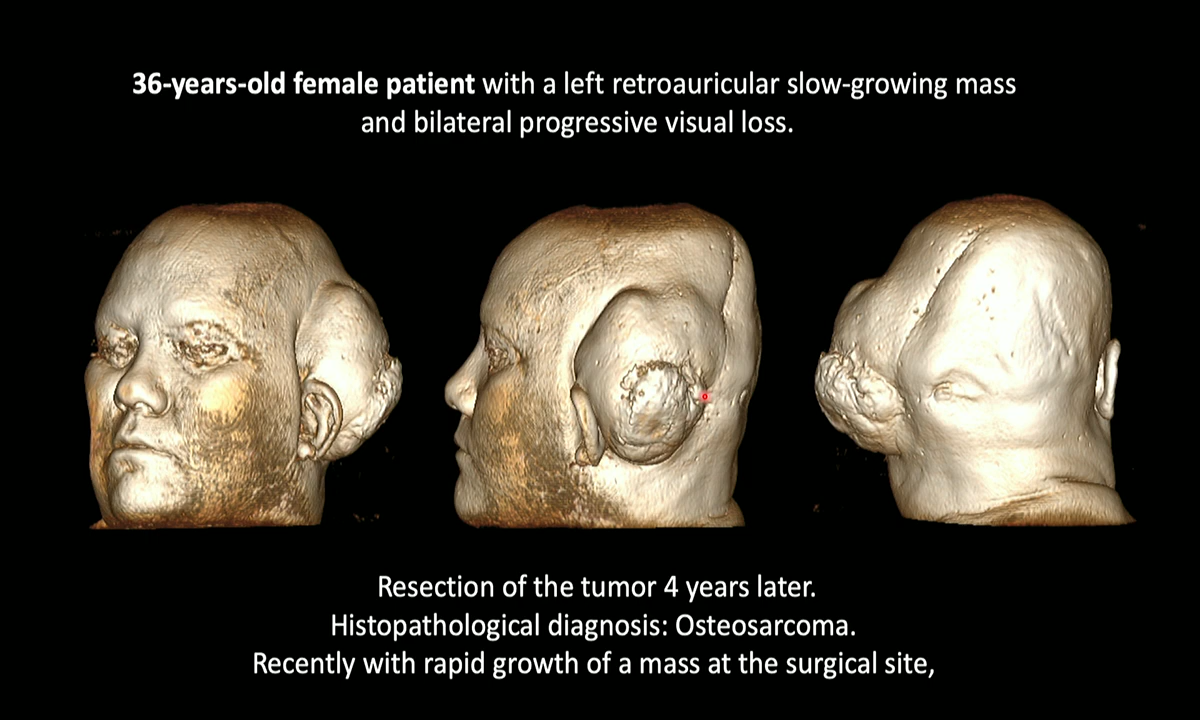 36-years-old female patient with a left retroauricular slow-growing mass
and bilateral progressive visual loss.
Resection of the tumor 4 years later.
Histopathological diagnosis: Osteosarcoma.
Recently with rapid growth of a mass at the surgical site,